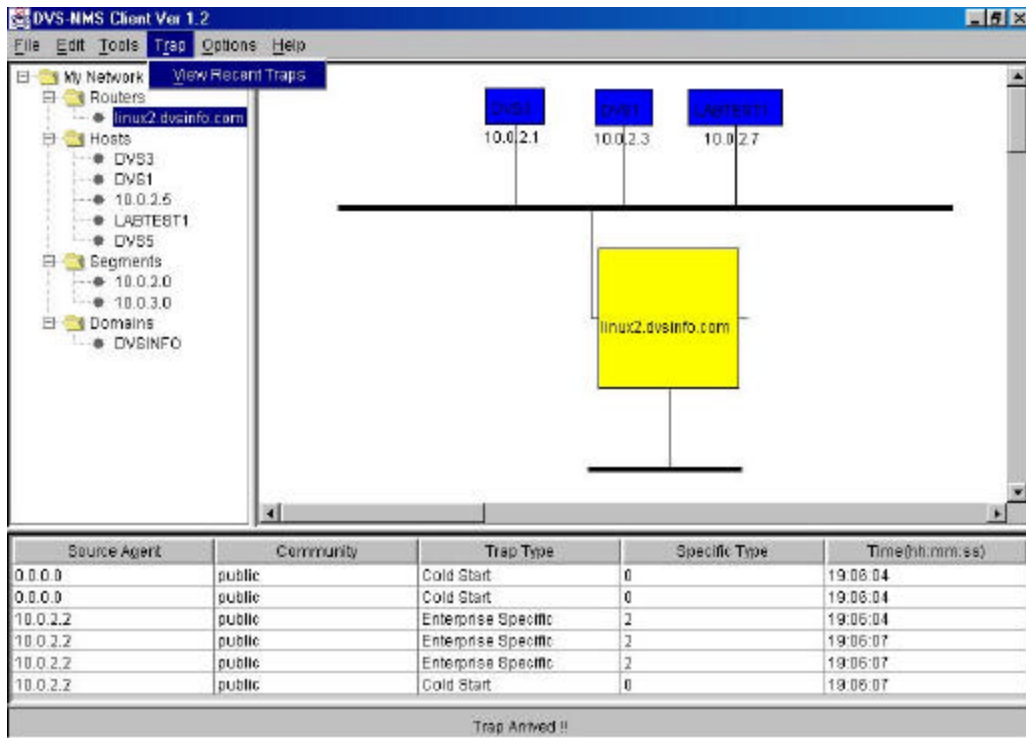 DVS-NMS Client Ver 1.2
File Edit Tools Trap Options Help
View Recent Traps
My Network
Routers
linux2.dvsinfo.com
Hosts
DVS3
DVS1
10.0.2.5
LABTEST1
DVS5
Segments
10.0.2.0
10.0.3.0
Domains
DVSINFO
LABTEST1
10.0.2.1 10.0.2.3 10.0.2.7
linux2.dvsinfo.com
Source Agent Community Trap Type Specific Type Time(hh:mm:ss)
0.0.0.0 public Cold Start 0 19:06:04
0.0.0.0 public Cold Start 0 19:06:04
10.0.2.2 public Enterprise Specific 2 19:06:04
10.0.2.2 public Enterprise Specific 2 19:06:07
10.0.2.2 public Enterprise Specific 2 19:06:07
10.0.2.2 public Cold Start 0 19:06:07
Trap Arrived !!